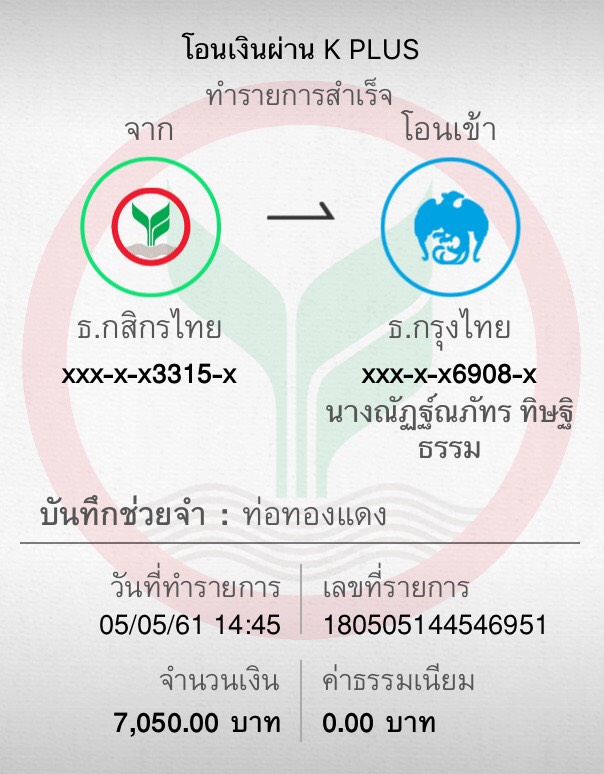 โอนเงินผ่าน K PLUS
ทำรายการสำเร็จ
จาก
โอนเข้า
ธ.กสิกรไทย
ธ.กรุงไทย
xxx-x-x3315-x
xxx-x-x6908-x
นางณัฏฐ์ณภัทร ทิษฐิ
ธรรม
บันทึกช่วยจำ : ท่อทองแดง
วันที่ทำรายการ
เลขที่รายการ
05/05/61 14:45
180505144546951
จำนวนเงิน
ค่าธรรมเนียม
7,050.00 บาท
0.00 บาท